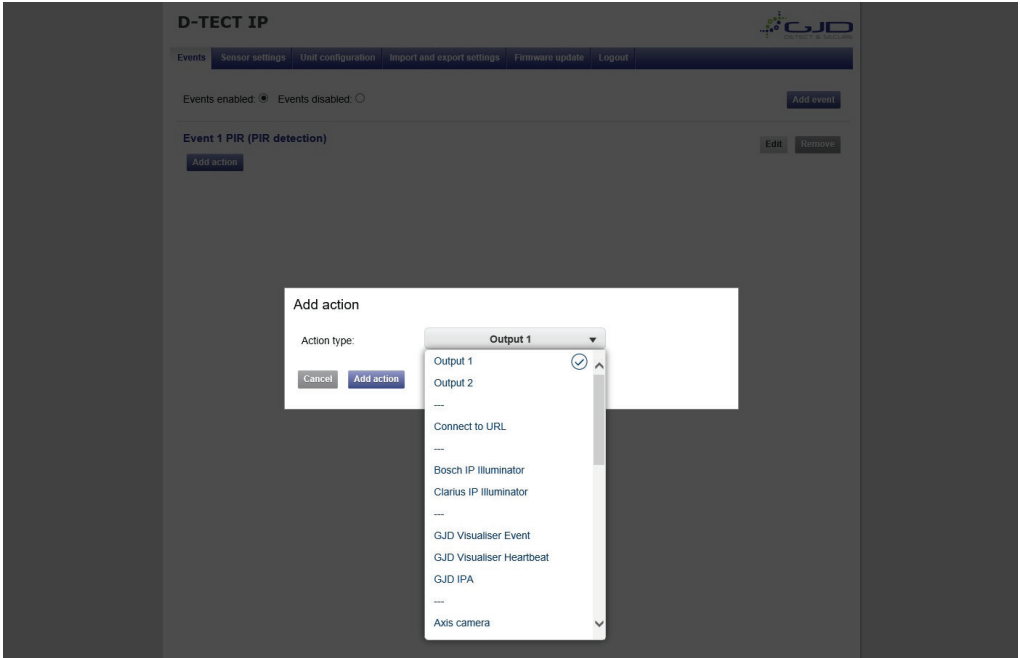 D-TECT IP
GJD
DETECT & SECURE
Events Sensor settings Unit configuration Import and export settings Firmware update Logout
Events enabled: Events disabled: Add event
Event 1 PIR (PIR detection)
Edit Remove
Add action
Add action
Action type: Output 1
Output 1
Cancel Add action
Output 2
---
Connect to URL
---
Bosch IP Illuminator
Clarius IP Illuminator
---
GJD Visualiser Event
GJD Visualiser Heartbeat
GJD IPA
---
Axis camera